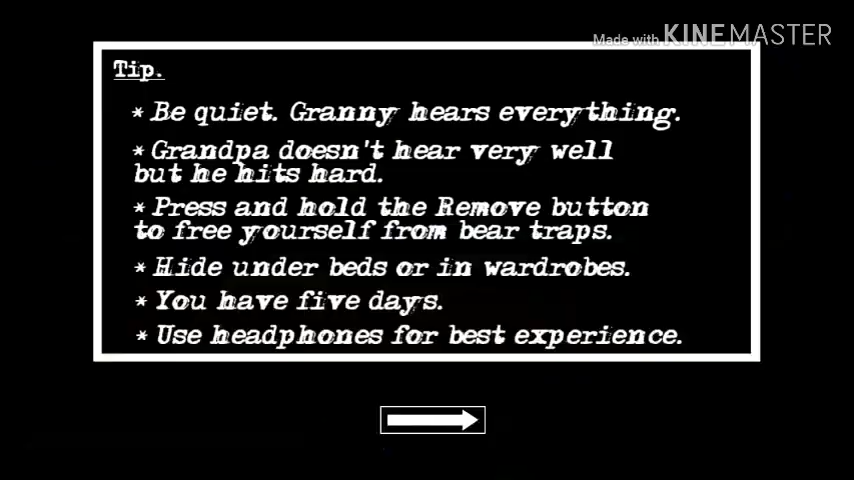 Made with KINEMASTER
Tip.
* Be quiet. Granny hears everything.
* Grandpa doesn't hear very well
but he hits hard.
* Press and hold the Remove button
to free yourself from bear traps.
* Hide under beds or in wardrobes.
* You have five days.
* Use headphones for best experience.